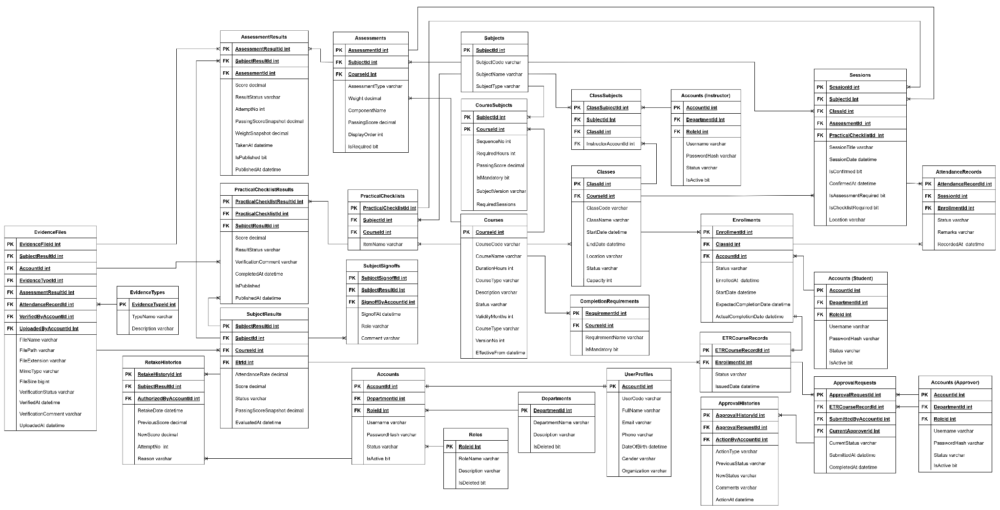 AssessmentResults
PK AssessmentResultId int
FK SubjectResultId int
FK AssessmentId int
Score decimal
ResultStatus varchar
AttemptNo int
PassingScoreSnapshot decimal
WeightSnapshot decimal
TakenAt datetime
IsPublished bit
PublishedAt datetime
Assessments
PK AssessmentId int
FK SubjectId int
FK CourseId int
AssessmentType varchar
Weight decimal
ComponentName
PassingScore decimal
DisplayOrder int
IsRequired bit
Subjects
PK SubjectId int
SubjectCode varchar
SubjectName varchar
SubjectType varchar
CourseSubjects
PK SubjectId int
PK CourseId int
SequenceNo int
RequiredHours int
PassingScore decimal
IsMandatory bit
SubjectVersion varchar
RequiredSessions
ClassSubjects
PK ClassSubjectId int
FK SubjectId int
FK ClassId int
FK InstructorAccountId int
Accounts (Instructor)
PK AccountId int
FK DepartmentId int
FK RoleId int
Username varchar
PasswordHash varchar
Status varchar
IsActive bit
Sessions
PK SessionId int
FK SubjectId int
FK ClassId int
FK AssessmentId int
FK PracticalChecklistId int
SessionTitle varchar
SessionDate datetime
IsConfirmed bit
ConfirmedAt datetime
IsAssessmentRequired bit
IsChecklistRequired bit
Location varchar
AttendanceRecords
PK AttendanceRecordId int
FK SessionId int
FK EnrollmentId int
Status varchar
Remarks varchar
RecordedAt datetime
PracticalChecklistResults
PK PracticalChecklistResultId int
FK PracticalChecklistId int
FK SubjectResultId int
Score decimal
ResultStatus varchar
VerificationComment varchar
CompletedAt datetime
IsPublished
PublishedAt datetime
PracticalChecklists
PK PracticalChecklistId int
FK SubjectId int
FK CourseId int
ItemName varchar
Classes
PK ClassId int
FK CourseId int
ClassCode varchar
ClassName varchar
StartDate datetime
EndDate datetime
Location varchar
Status varchar
Capacity int
Courses
PK CourseId int
CourseCode varchar
CourseName varchar
DurationHours int
CourseType varchar
Description varchar
Status varchar
ValidityMonths int
CourseType varchar
VersionNo int
EffectiveFrom datetime
Enrollments
PK EnrollmentId int
FK ClassId int
FK AccountId int
Status varchar
EnrolledAt datetime
StartDate datetime
ExpectedCompletionDate datetime
ActualCompletionDate datetime
EvidenceFiles
PK EvidenceFileId int
FK SubjectResultId int
FK AccountId int
FK EvidenceTypeId int
FK AssessmentResultId int
FK AttendanceRecordId int
FK VerifiedByAccountId int
FK UploadedByAccountId int
FileName varchar
FilePath varchar
FileExtension varchar
MimeType varchar
FileSize bigint
VerificationStatus varchar
VerifiedAt datetime
VerificationComment varchar
UploadedAt datetime
EvidenceTypes
PK EvidenceTypeId int
TypeName varchar
Description varchar
SubjectSignoffs
PK SubjectSignoffId int
FK SubjectResultId int
FK SignoffByAccountId int
SignoffAt datetime
Role varchar
Comment varchar
CompletionRequirements
PK RequirementId int
FK CourseId int
RequirementName varchar
IsMandatory bit
Accounts (Student)
PK AccountId int
FK DepartmentId int
FK RoleId int
Username varchar
PasswordHash varchar
Status varchar
IsActive bit
SubjectResults
PK SubjectResultId int
FK SubjectId int
FK CourseId int
FK EtrId int
AttendanceRate decimal
Score decimal
Status varchar
PassingScoreSnapshot decimal
EvaluatedAt datetime
ETRCourseRecords
PK ETRCourseRecordId int
FK EnrollmentId int
Status varchar
IssuedDate datetime
RetakeHistories
PK RetakeHistoryId int
FK SubjectResultId int
FK AuthorizedByAccountId int
RetakeDate datetime
PreviousScore decimal
NewScore decimal
AttemptNo int
Reason varchar
Accounts
PK AccountId int
FK DepartmentId int
FK RoleId int
Username varchar
PasswordHash varchar
Status varchar
IsActive bit
UserProfiles
PK AccountId int
UserCode varchar
FullName varchar
Email varchar
Phone varchar
DateOfBirth datetime
Gender varchar
Organization varchar
Departments
PK DepartmentId int
DepartmentName varchar
Description varchar
IsDeleted bit
Roles
PK RoleId int
RoleName varchar
Description varchar
IsDeleted bit
ApprovalRequests
PK ApprovalRequestId int
FK ETRCourseRecordId int
FK SubmittedByAccountId int
FK CurrentApproverId int
CurrentStatus varchar
SubmittedAt datetime
CompletedAt datetime
Accounts (Approver)
PK AccountId int
FK DepartmentId int
FK RoleId int
Username varchar
PasswordHash varchar
Status varchar
IsActive bit
ApprovalHistories
PK ApprovalHistoryId int
FK ApprovalRequestId int
FK ActionByAccountId int
ActionType varchar
PreviousStatus varchar
NewStatus varchar
Comments varchar
ActionAt datetime